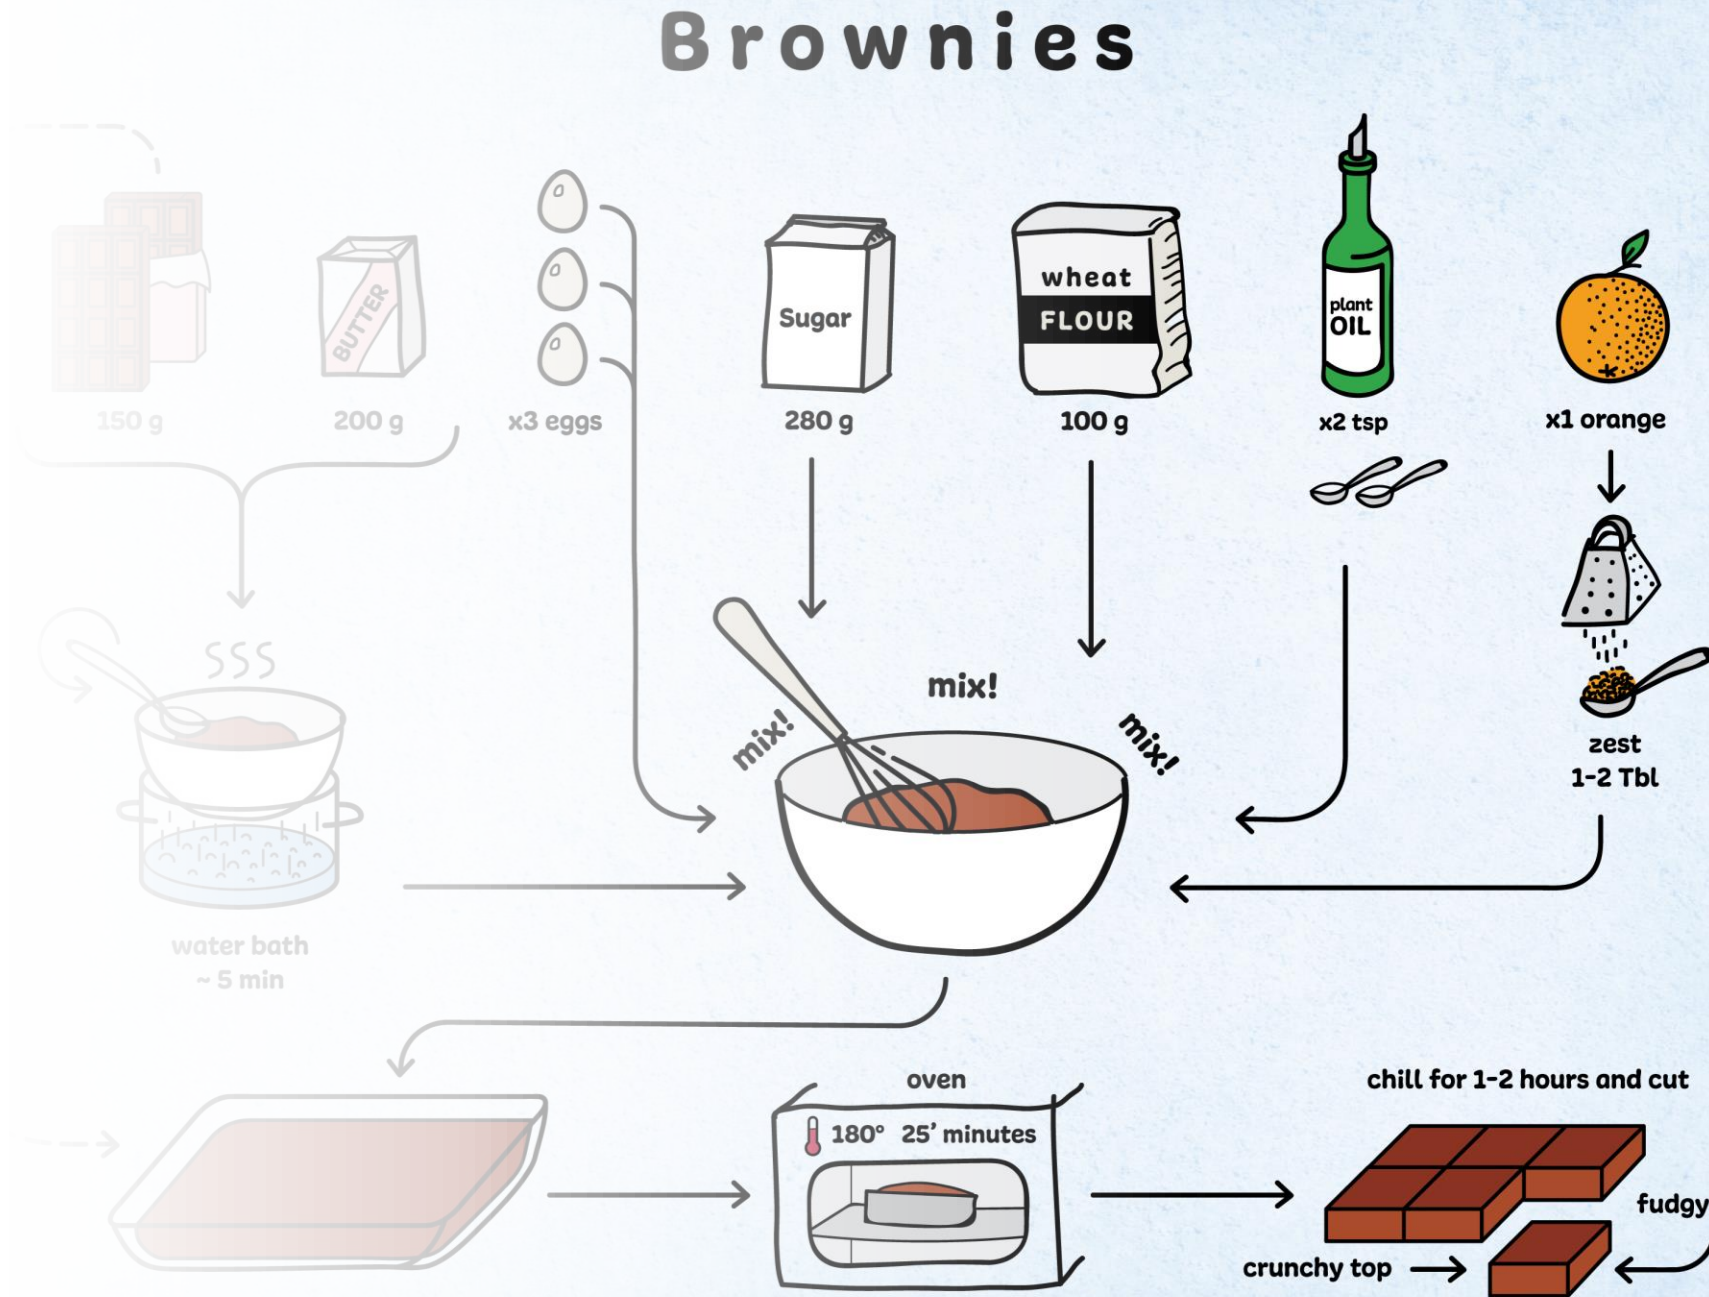 Brownies
BUTTER
Sugar
wheat
FLOUR
plant
OIL
150 g
200 g
x3 eggs
280 g
100 g
x2 tsp
x1 orange
mix!
mix!
mix!
zest
1-2 Tbl
water bath
~ 5 min
oven
180° 25’ minutes
chill for 1-2 hours and cut
fudgy
crunchy top